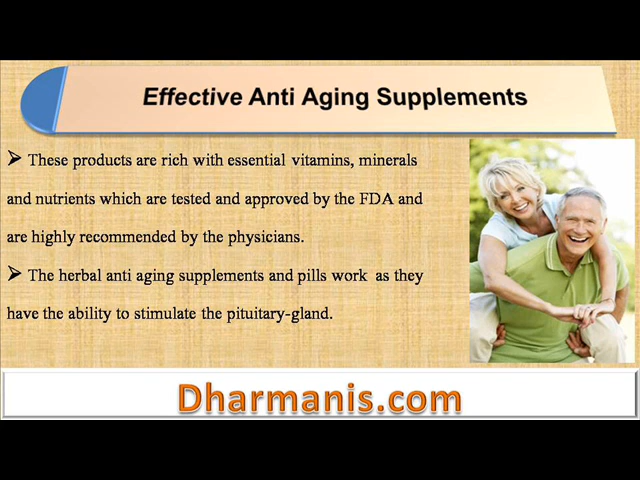 Effective Anti Aging Supplements
➢ These products are rich with essential vitamins, minerals
and nutrients which are tested and approved by the FDA and
are highly recommended by the physicians.
➢ The herbal anti aging supplements and pills work as they
have the ability to stimulate the pituitary-gland.
Dharmanis.com